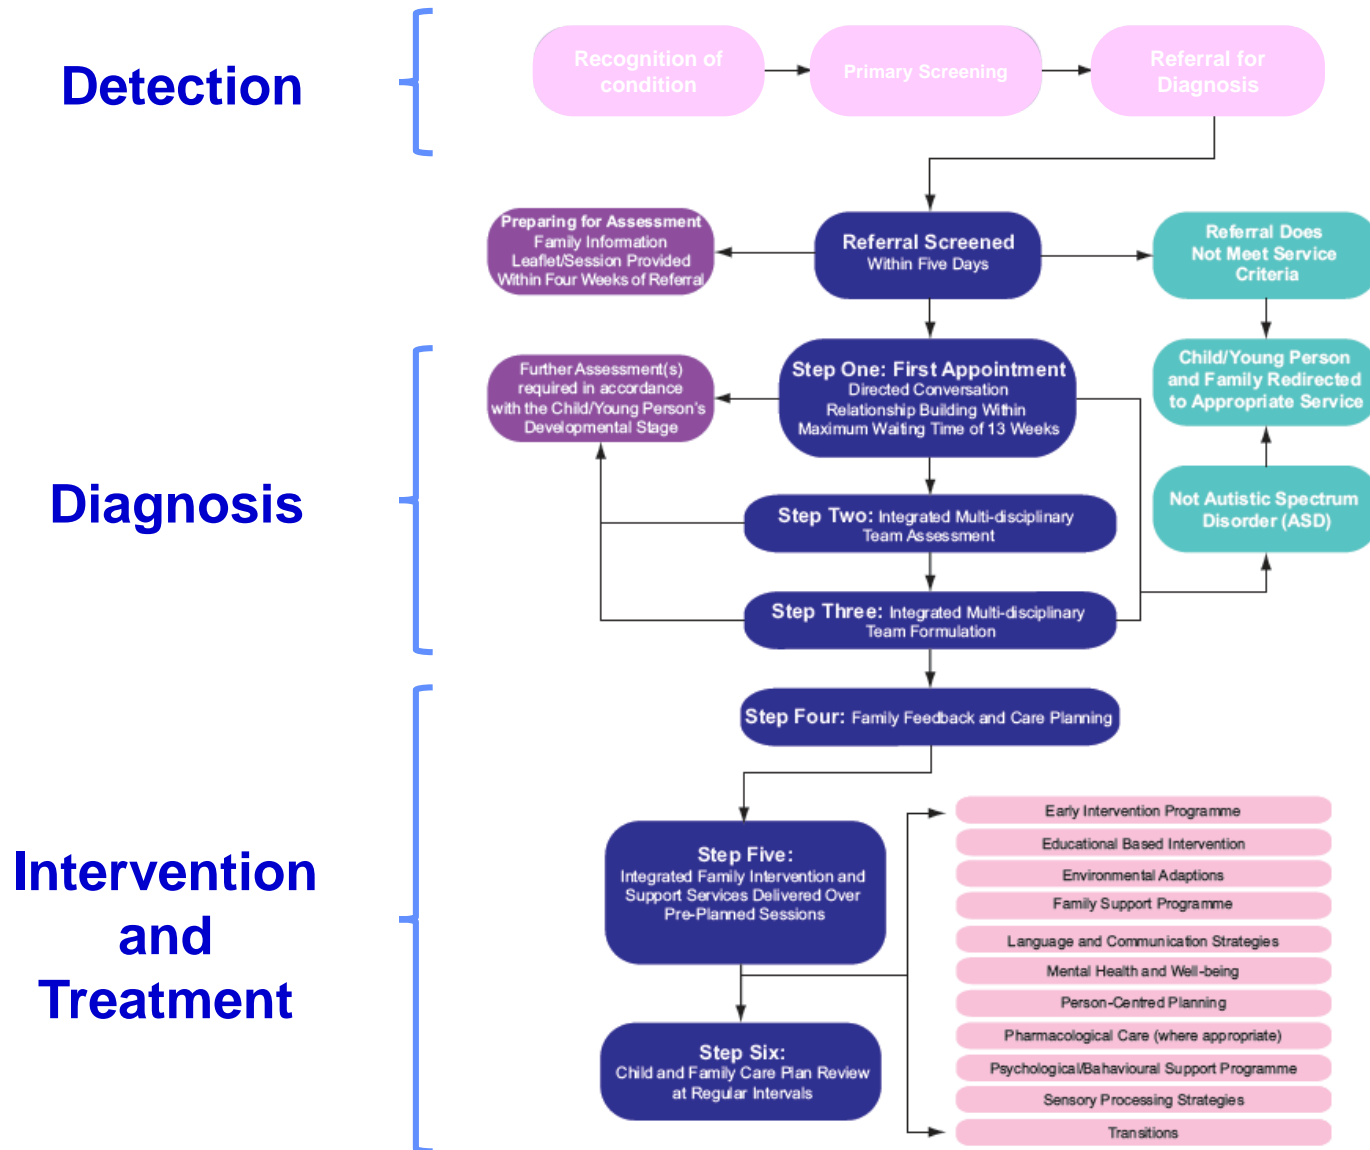 Detection
Recognition of
condition
Primary Screening
Referral for
Diagnosis
Preparing for Assessment
Family Information
Leaflet/Session Provided
Within Four Weeks of Referral
Referral Screened
Within Five Days
Referral Does
Not Meet Service
Criteria
Diagnosis
Further Assessment(s)
required in accordance
with the Child/Young Person's
Developmental Stage
Step One: First Appointment
Directed Conversation
Relationship Building Within
Maximum Waiting Time of 13 Weeks
Child/Young Person
and Family Redirected
to Appropriate Service
Step Two: Integrated Multi-disciplinary
Team Assessment
Not Autistic Spectrum
Disorder (ASD)
Step Three: Integrated Multi-disciplinary
Team Formulation
Intervention
and
Treatment
Step Four: Family Feedback and Care Planning
Step Five:
Integrated Family Intervention and
Support Services Delivered Over
Pre-Planned Sessions
Step Six:
Child and Family Care Plan Review
at Regular Intervals
Early Intervention Programme
Educational Based Intervention
Environmental Adaptions
Family Support Programme
Language and Communication Strategies
Mental Health and Well-being
Person-Centred Planning
Pharmacological Care (where appropriate)
Psychological/Bahavioural Support Programme
Sensory Processing Strategies
Transitions